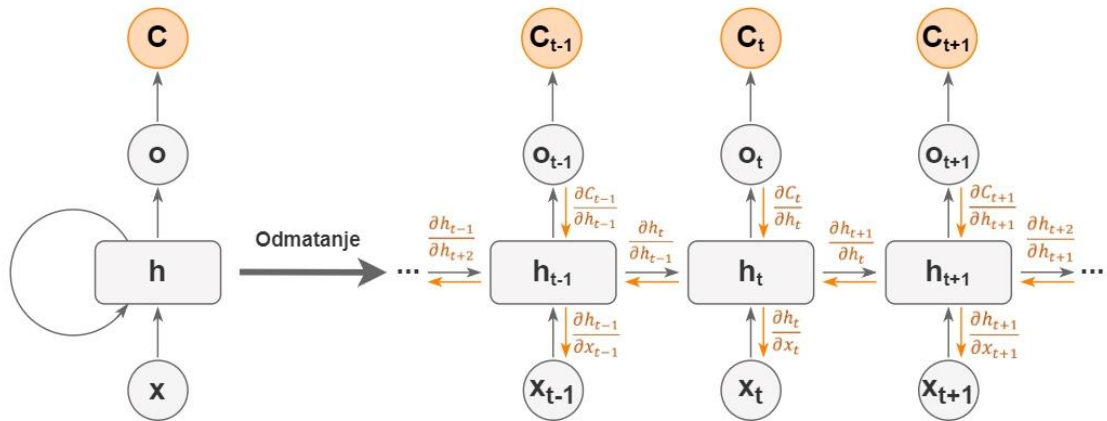 C
C_{t-1}
C_t
C_{t+1}
o
o_{t-1}
o_t
o_{t+1}
∂C_{t-1}/∂h_{t-1}
∂C_t/∂h_t
∂C_{t+1}/∂h_{t+1}
∂h_{t-1}/∂h_{t+2}
∂h_t/∂h_{t-1}
∂h_{t+1}/∂h_t
∂h_{t+2}/∂h_{t+1}
Odmatanje
h
...
h_{t-1}
h_t
h_{t+1}
...
∂h_{t-1}/∂x_{t-1}
∂h_t/∂x_t
∂h_{t+1}/∂x_{t+1}
x
x_{t-1}
x_t
x_{t+1}